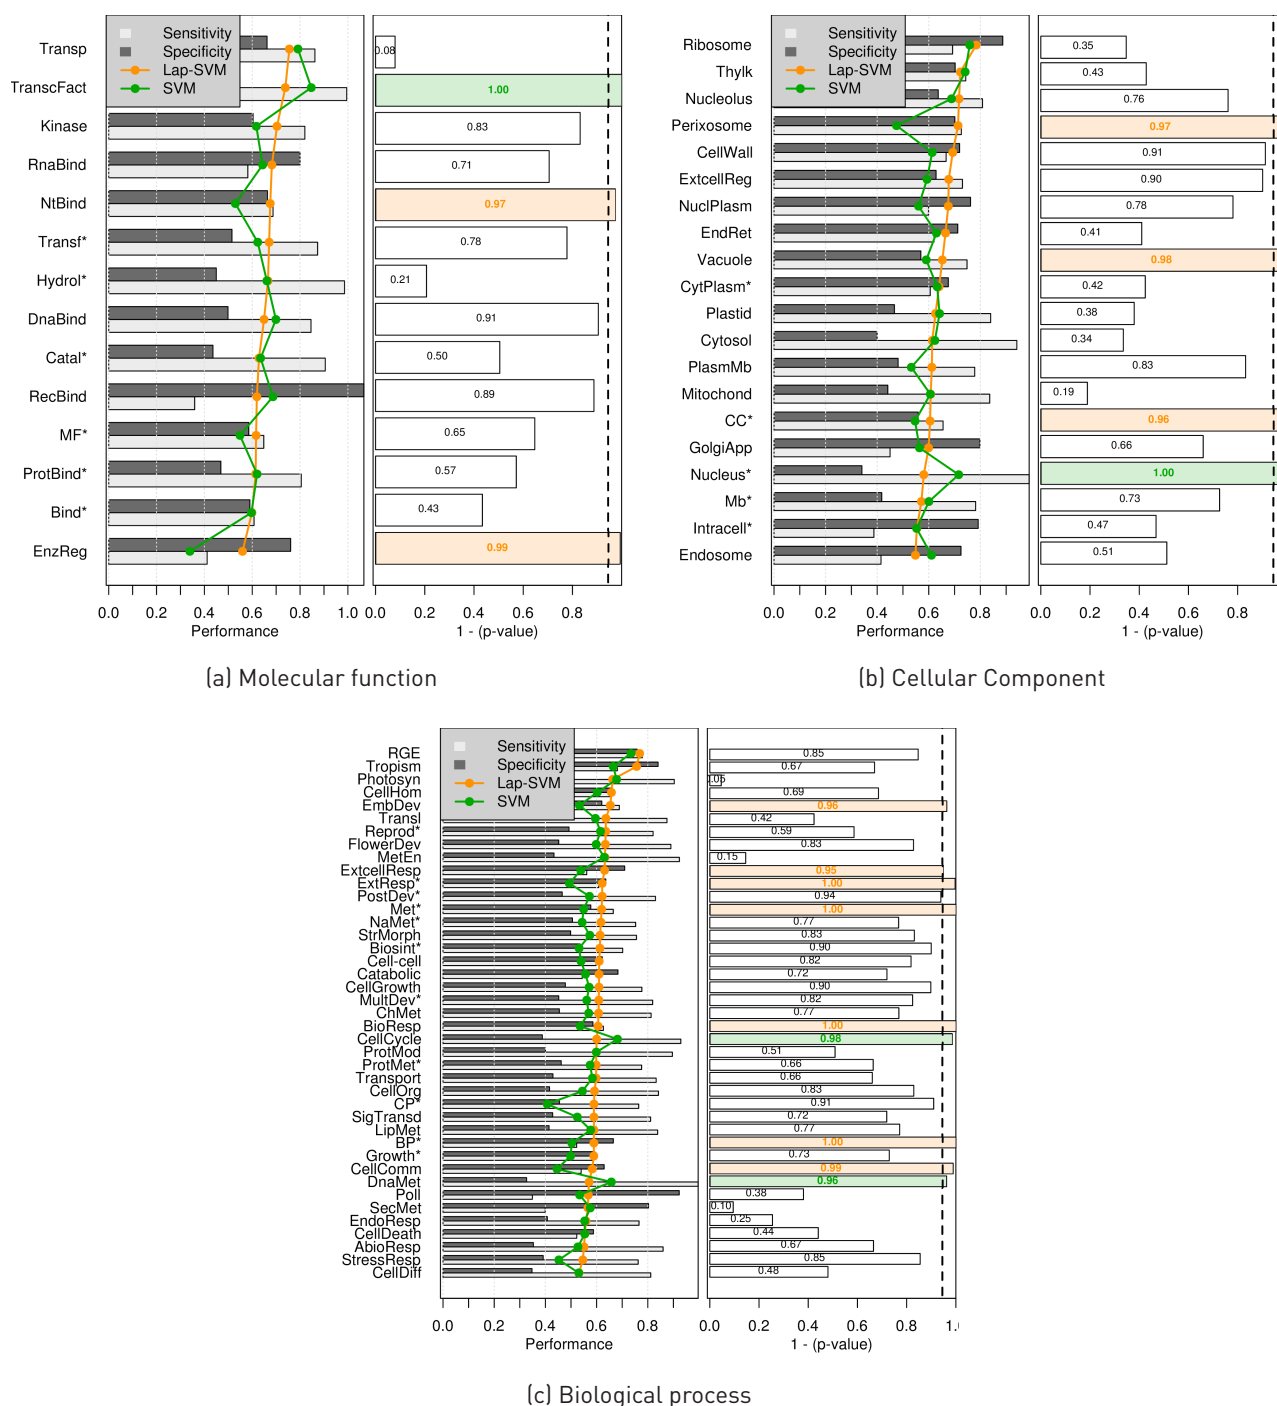 Sensitivity
Specificity
Lap-SVM
SVM
Transp
TranscFact
Kinase
RnaBind
NtBind
Transf*
Hydrol*
DnaBind
Catal*
RecBind
MF*
ProtBind*
Bind*
EnzReg
0.08
1.00
0.83
0.71
0.97
0.78
0.21
0.91
0.50
0.89
0.65
0.57
0.43
0.99
0.0 0.2 0.4 0.6 0.8 1.0
Performance
0.0 0.2 0.4 0.6 0.8
1 - (p-value)
(a) Molecular function
Sensitivity
Specificity
Lap-SVM
SVM
Ribosome
Thylk
Nucleolus
Perixosome
CellWall
ExtcellReg
NuclPlasm
EndRet
Vacuole
CytPlasm*
Plastid
Cytosol
PlasmMb
Mitochond
CC*
GolgiApp
Nucleus*
Mb*
Intracell*
Endosome
0.35
0.43
0.76
0.97
0.91
0.90
0.78
0.41
0.98
0.42
0.38
0.34
0.83
0.19
0.96
0.66
1.00
0.73
0.47
0.51
0.0 0.2 0.4 0.6 0.8
Performance
0.0 0.2 0.4 0.6 0.8
1 - (p-value)
(b) Cellular Component
Sensitivity
Specificity
Lap-SVM
SVM
RGE
Tropism
Photosyn
CellHom
EmbDev
Transl
Reprod*
FlowerDev
MetEn
ExtcellResp
ExtResp*
PostDev*
Met*
NaMet*
StrMorph
Biosint*
Cell-cell
Catabolic
CellGrowth
MultDev*
ChMet
BioResp
CellCycle
ProtMod
ProtMet*
Transport
CellOrg
CP*
SigTransd
LipMet
BP*
Growth*
CellComm
DnaMet
Poll
SecMet
EndoResp
CellDeath
AbioResp
StressResp
CellDiff
0.85
0.67
0.05
0.69
0.96
0.42
0.59
0.83
0.15
0.95
1.00
0.94
1.00
0.77
0.83
0.90
0.82
0.72
0.90
0.82
0.77
1.00
0.98
0.51
0.66
0.66
0.83
0.91
0.72
0.77
1.00
0.73
0.99
0.96
0.38
0.10
0.25
0.44
0.67
0.85
0.48
0.0 0.2 0.4 0.6 0.8
Performance
0.0 0.2 0.4 0.6 0.8 1.
1 - (p-value)
(c) Biological process